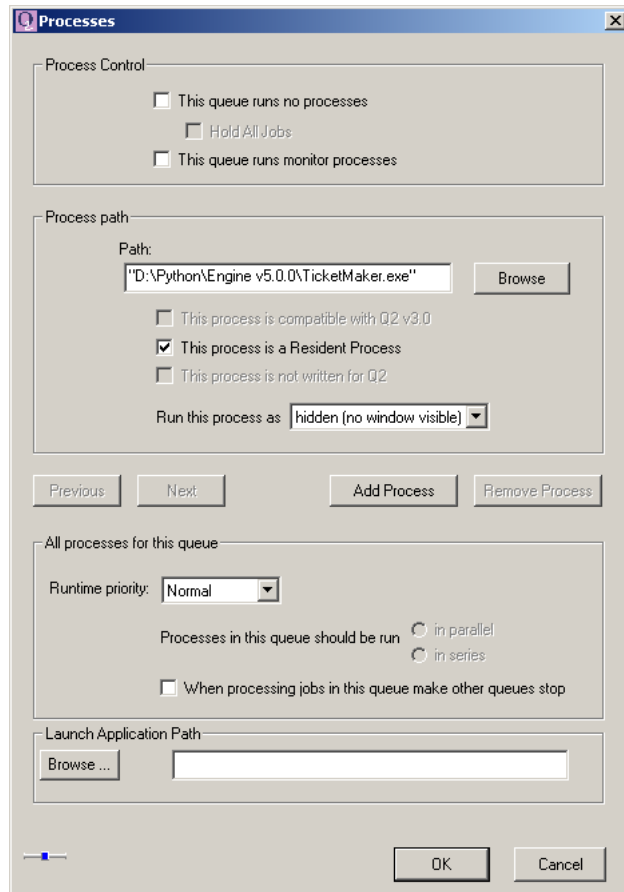 Processes
Process Control
This queue runs no processes
Hold All Jobs
This queue runs monitor processes
Process path
Path:
"D:\Python\Engine v5.0.0\TicketMaker.exe"
Browse
This process is compatible with Q2 v3.0
This process is a Resident Process
This process is not written for Q2
Run this process as hidden (no window visible)
Previous Next Add Process Remove Process
All processes for this queue
Runtime priority: Normal
Processes in this queue should be run
in parallel
in series
When processing jobs in this queue make other queues stop
Launch Application Path
Browse ...
OK Cancel